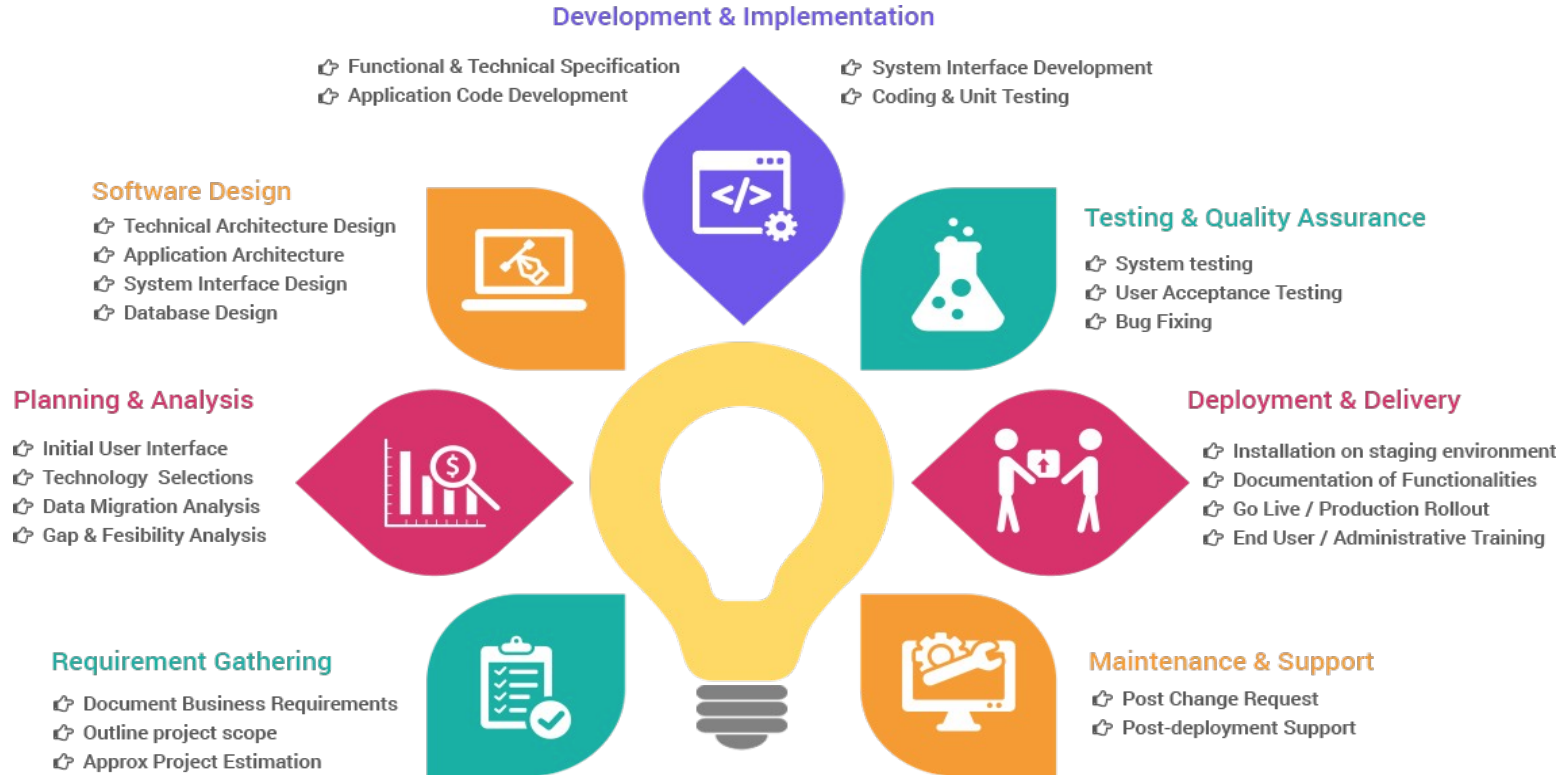 Development & Implementation
Functional & Technical Specification
Application Code Development
System Interface Development
Coding & Unit Testing
Software Design
Technical Architecture Design
Application Architecture
System Interface Design
Database Design
</>
Testing & Quality Assurance
System testing
User Acceptance Testing
Bug Fixing
Planning & Analysis
Initial User Interface
Technology Selections
Data Migration Analysis
Gap & Fesibility Analysis
$
Deployment & Delivery
Installation on staging environment
Documentation of Functionalities
Go Live / Production Rollout
End User / Administrative Training
Requirement Gathering
Document Business Requirements
Outline project scope
Approx Project Estimation
Maintenance & Support
Post Change Request
Post-deployment Support